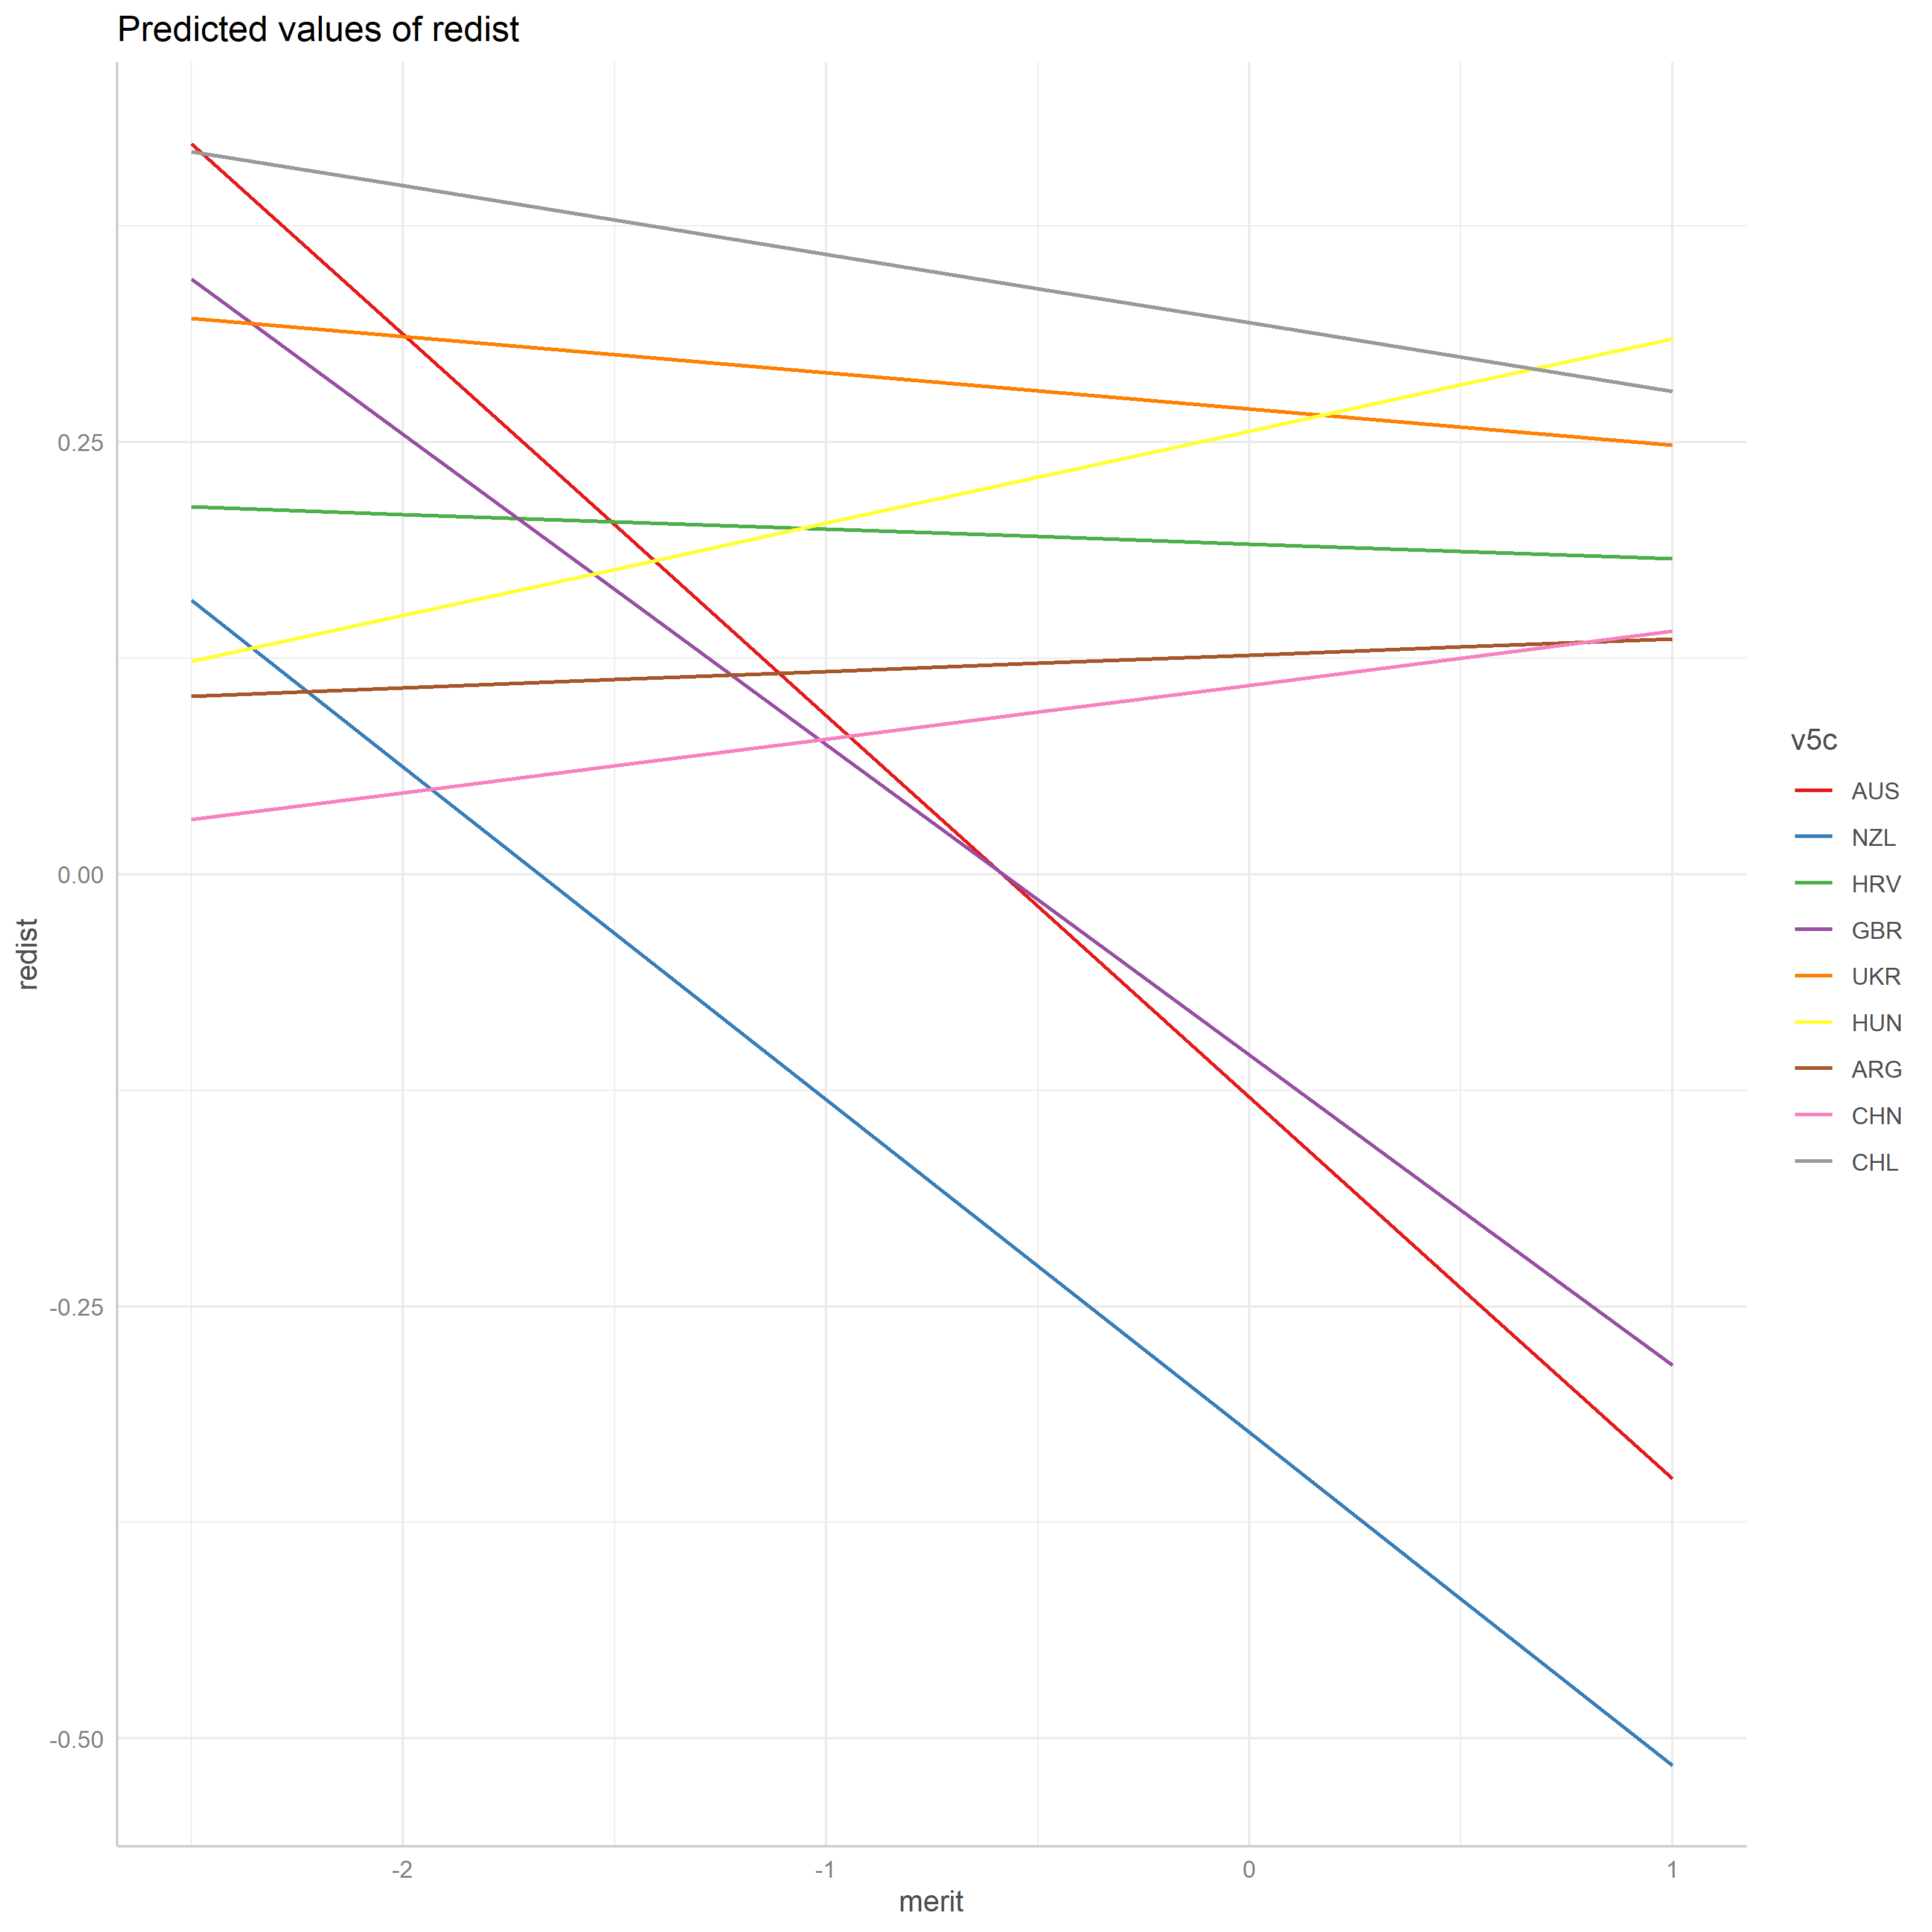 Predicted values of redist
0.25
0.00
-0.25
-0.50
redist
-2
-1
0
1
merit
v5c
AUS
NZL
HRV
GBR
UKR
HUN
ARG
CHN
CHL